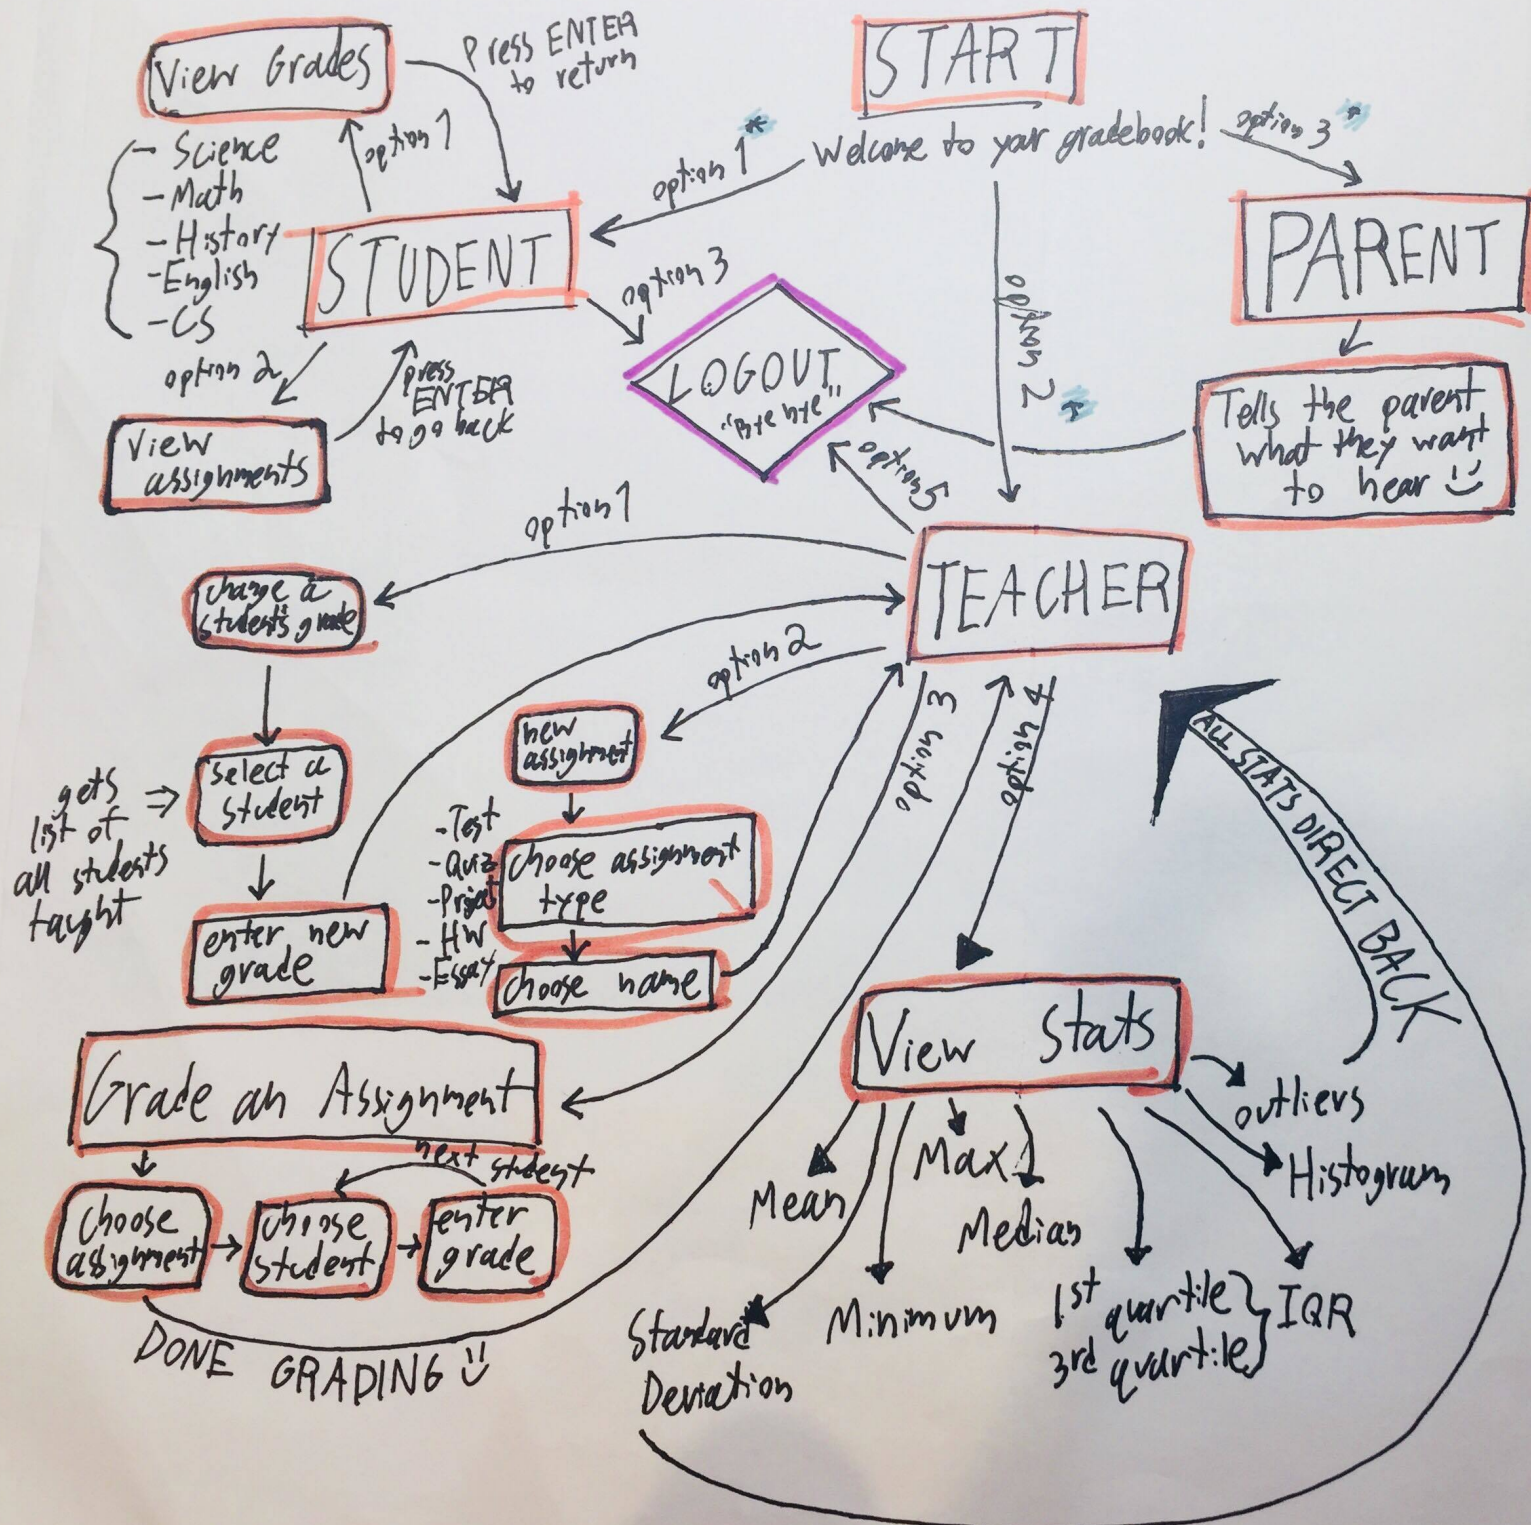 START
Welcome to your gradebook!
option 1*
option 2 *
option 3 *
View Grades
Press ENTER
to return
option 1
- Science
- Math
- History
- English
- CS
STUDENT
option 3
option 2
press
ENTER
to go back
View
assignments
LOGOUT
"Bye bye"
PARENT
Tells the parent
what they want
to hear
option 5
TEACHER
option 1
change a
student's grade
select a
student
gets
list of
all students
taught
enter new
grade
option 2
new
assignment
- Test
- Quiz
- Project
- HW
- Essay
choose assignment
type
choose name
option 3
option 4
Grade an Assignment
choose
assignment
choose
student
enter
grade
next student
DONE GRADING
View Stats
ALL STATS DIRECT BACK
outliers
Histogram
IQR
1st quartile
3rd quartile
Median
Max
Minimum
Mean
Standard
Deviation